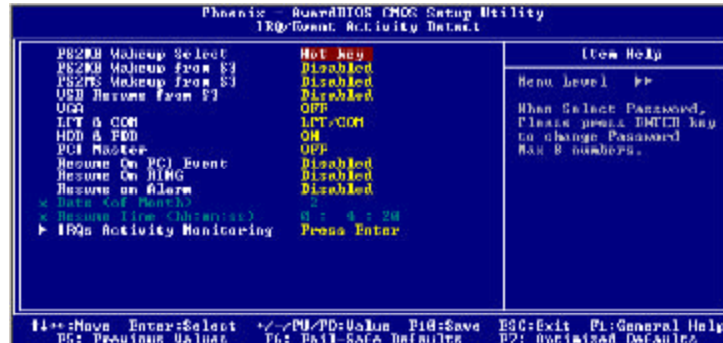 Phoenix - AwardBIOS CMOS Setup Utility
IRQ/Event Activity Detect
PS2KB Wakeup Select Hot key
PS2KB Wakeup from S3 Disabled
PS2MS Wakeup from S3 Disabled
USB Resume from S3 Disabled
VGA OFF
LPT & COM LPT/COM
HDD & FDD ON
PCI Master OFF
Resume On PCI Event Disabled
Resume On RING Disabled
Resume on Alarm Disabled
x Date (of Month) 2
x Resume Time (hh:mm:ss) 0 : 4 : 20
▶ IRQs Activity Monitoring Press Enter
Item Help
Menu Level ▶▶
When Select Password,
Please press ENTER key
to change Password
Max 8 numbers.
↑↓→←:Move Enter:Select +/-/PU/PD:Value F10:Save ESC:Exit F1:General Help
F5: Previous Values F6: Fail-Safe Defaults F7: Optimized Defaults